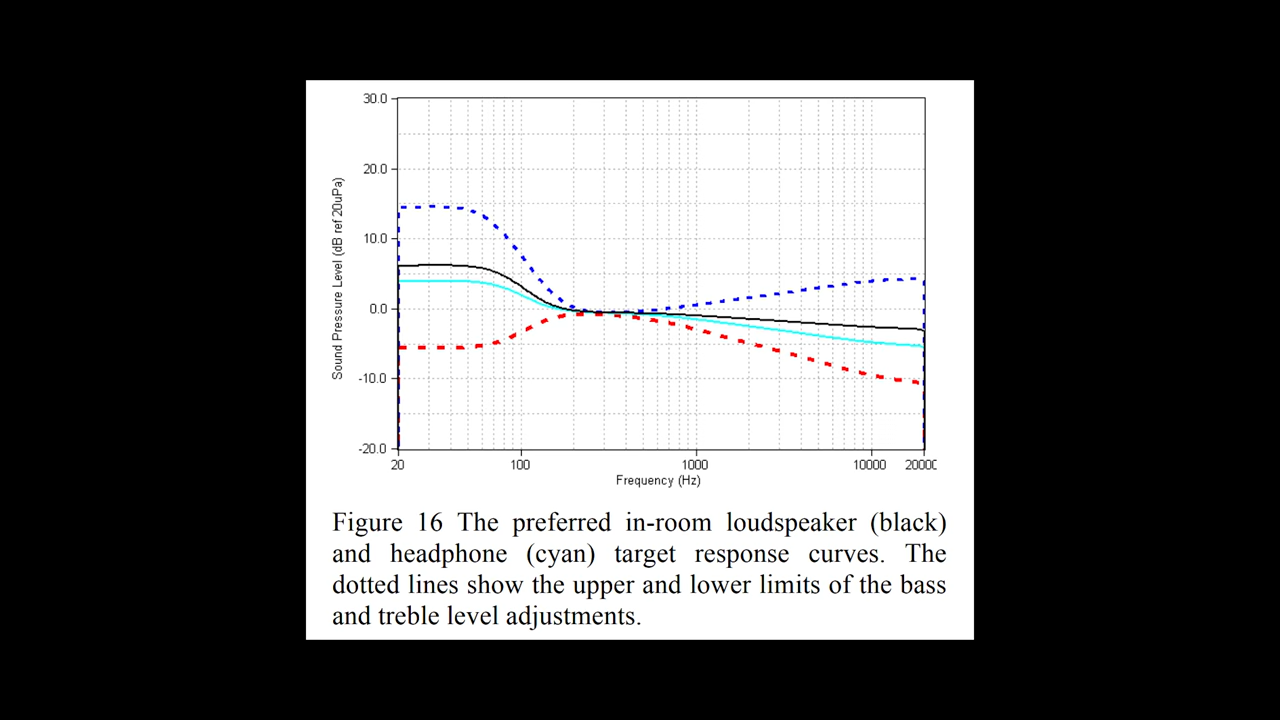 30.0
20.0
10.0
0.0
-10.0
-20.0
Sound Pressure Level (dB ref 20uPa)
20 100 1000 10000 2000
Frequency (Hz)
Figure 16 The preferred in-room loudspeaker (black)
and headphone (cyan) target response curves. The
dotted lines show the upper and lower limits of the bass
and treble level adjustments.